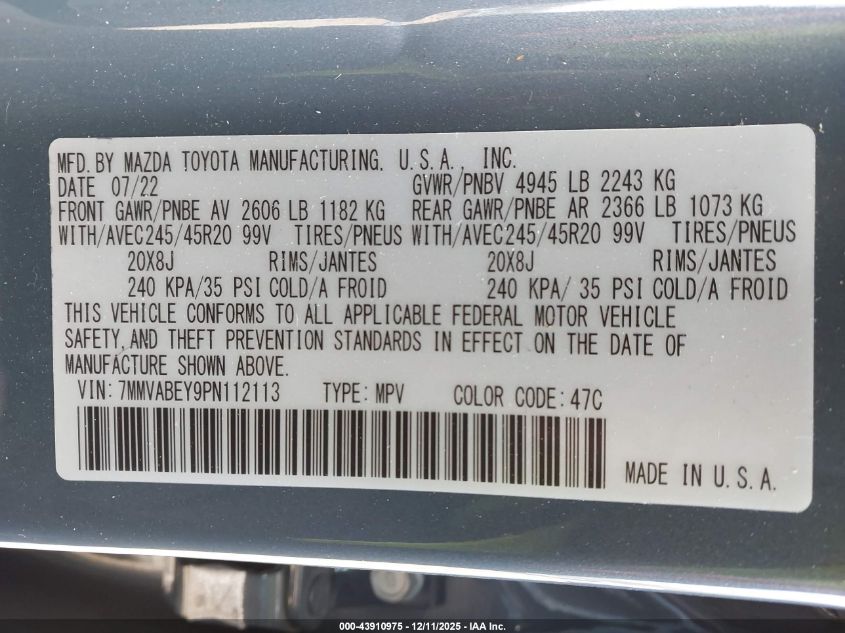 MFD. BY MAZDA TOYOTA MANUFACTURING, U.S.A., INC.
DATE 07/22 GVWR/PNBV 4945 LB 2243 KG
FRONT GAWR/PNBE AV 2606 LB 1182 KG REAR GAWR/PNBE AR 2366 LB 1073 KG
WITH/AVEC245/45R20 99V TIRES/PNEUS WITH/AVEC245/45R20 99V TIRES/PNEUS
20X8J RIMS/JANTES 20X8J RIMS/JANTES
240 KPA/35 PSI COLD/A FROID 240 KPA/ 35 PSI COLD/A FROID
THIS VEHICLE CONFORMS TO ALL APPLICABLE FEDERAL MOTOR VEHICLE
SAFETY, AND THEFT PREVENTION STANDARDS IN EFFECT ON THE DATE OF
MANUFACTURE SHOWN ABOVE.
VIN: 7MMVABEY9PN112113 TYPE: MPV COLOR CODE: 47C
MADE IN U.S.A.
000-43910975 - 12/11/2025 - IAA Inc.